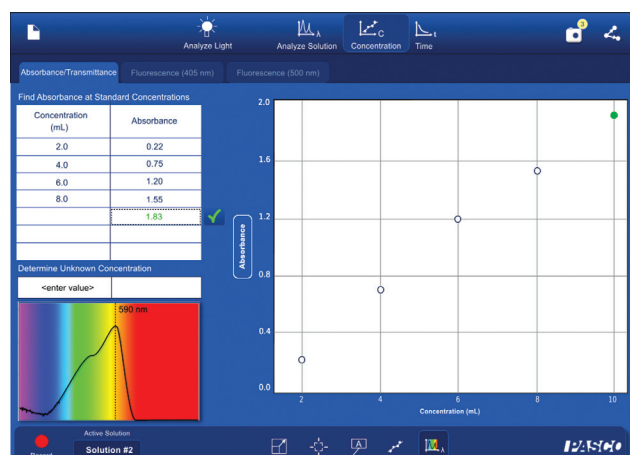 Analyze Light
Analyze Solution
Concentration
Time
λ
C
t
3
Absorbance/Transmittance
Fluorescence (405 nm)
Fluorescence (500 nm)
Find Absorbance at Standard Concentrations
Concentration
(mL)
Absorbance
2.0 0.22
4.0 0.75
6.0 1.20
8.0 1.55
1.83
Determine Unknown Concentration
<enter value>
590 nm
2.0
1.6
1.2
0.8
0.4
0.0
Absorbance
2 4 6 8 10
Concentration (mL)
Active Solution
Solution #2
Record
A
λ
PASCO